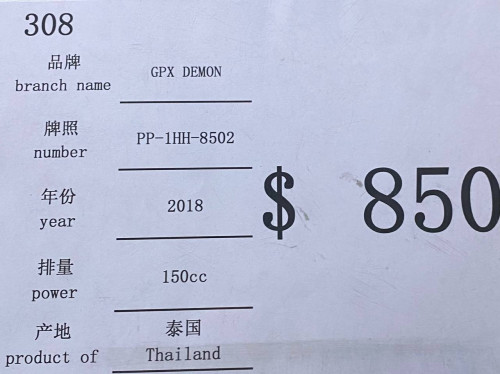 308
品牌
branch name
GPX DEMON
牌照
number
PP-1HH-8502
年份
year
2018
$ 850
排量
power
150cc
产地
product of
泰国
Thailand